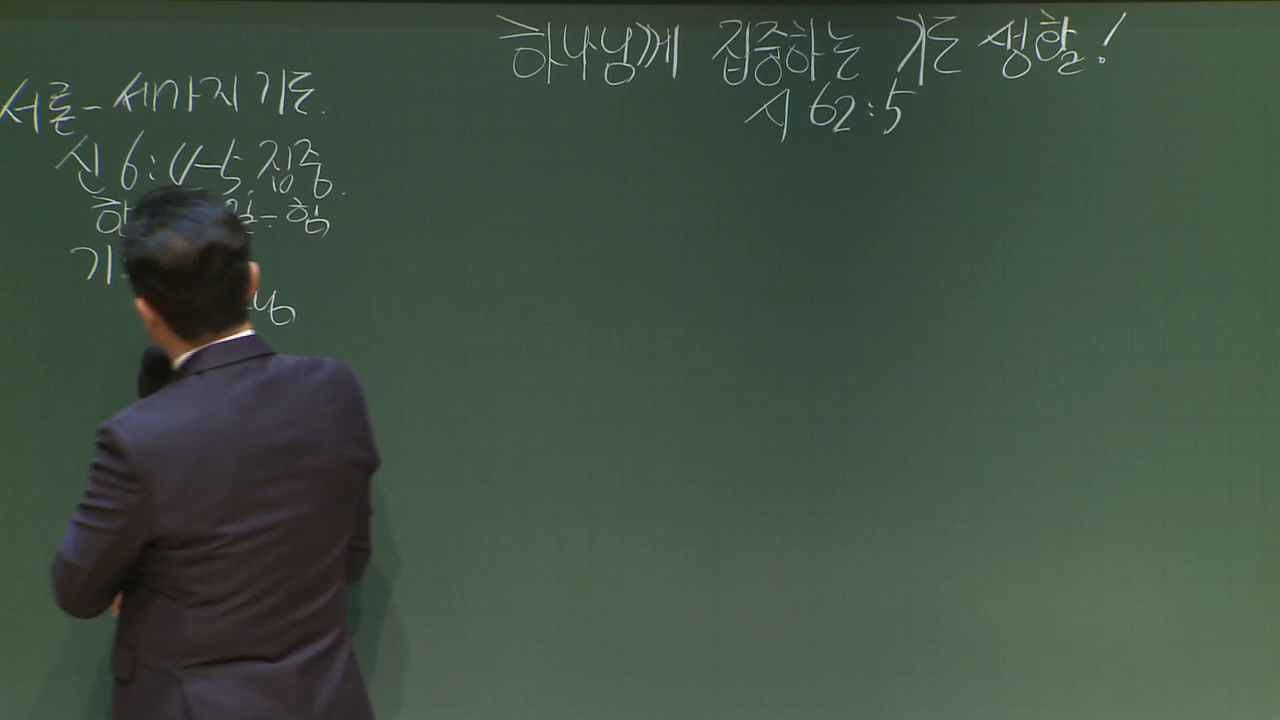 하나님께 집중하는 기도 생활!
시 62:5
서론- 세가지 기도.
신 6:4-5 집중.
힘